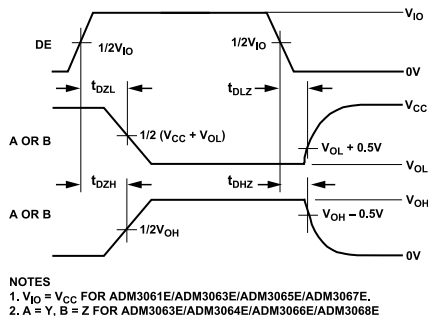 V_IO
DE
1/2V_IO
1/2V_IO
0V
t_DZL
t_DLZ
V_CC
A OR B
1/2 (V_CC + V_OL)
V_OL + 0.5V
V_OL
t_DZH
t_DHZ
V_OH
A OR B
1/2V_OH
V_OH – 0.5V
0V
NOTES
1. V_IO = V_CC FOR ADM3061E/ADM3063E/ADM3065E/ADM3067E.
2. A = Y, B = Z FOR ADM3063E/ADM3064E/ADM3066E/ADM3068E